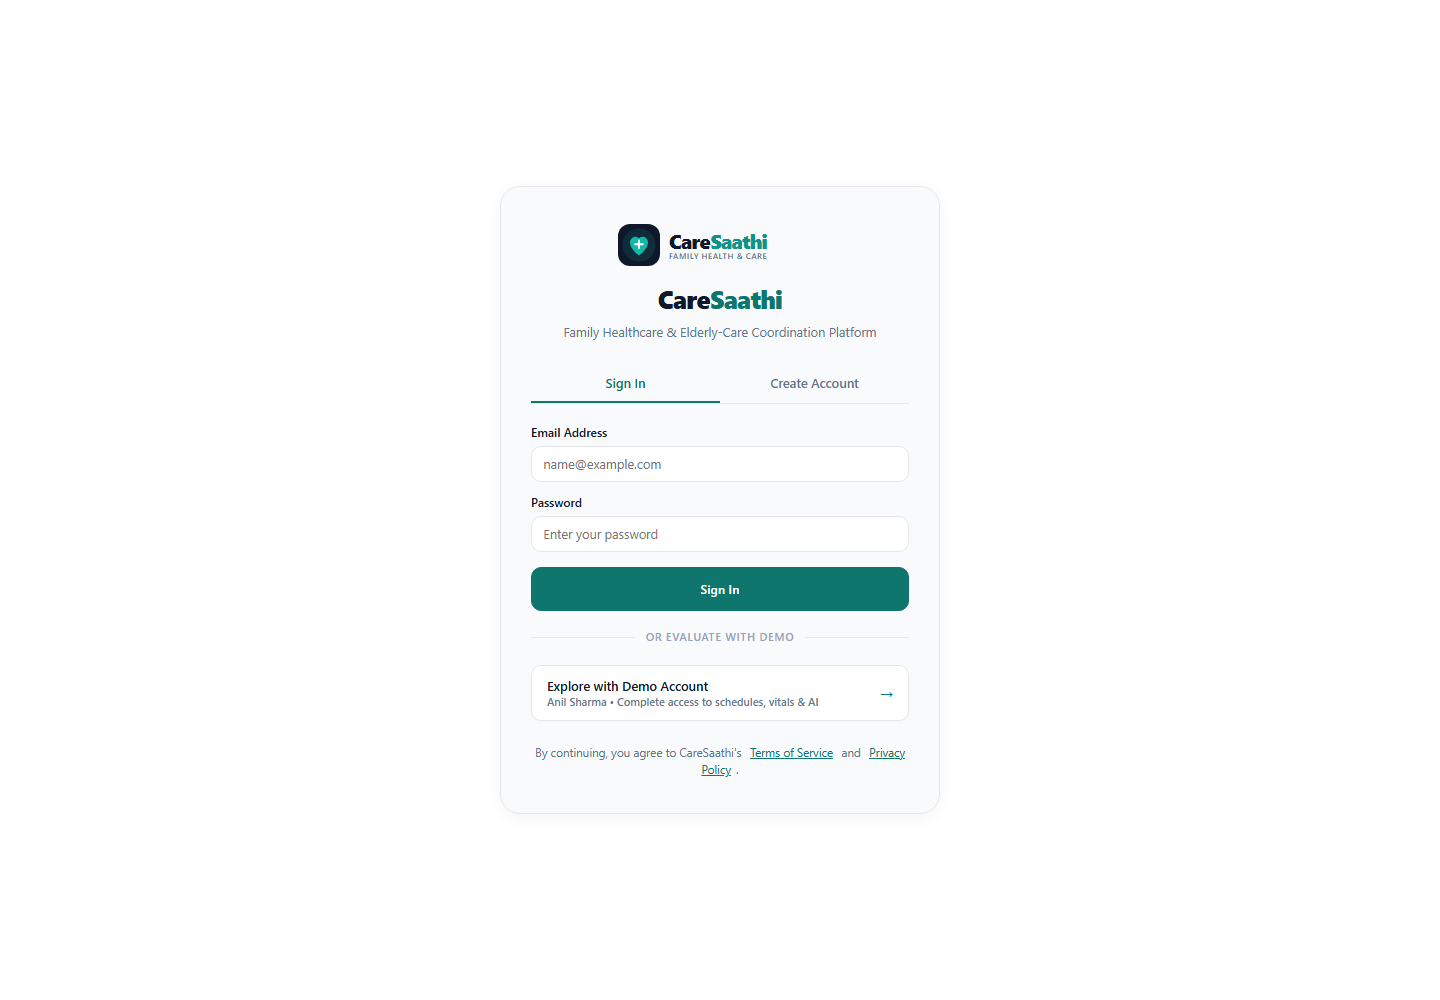 CareSaathi
FAMILY HEALTH & CARE
CareSaathi
Family Healthcare & Elderly-Care Coordination Platform
Sign In
Create Account
Email Address
name@example.com
Password
Enter your password
Sign In
OR EVALUATE WITH DEMO
Explore with Demo Account
Anil Sharma • Complete access to schedules, vitals & AI
→
By continuing, you agree to CareSaathi's Terms of Service and Privacy
Policy .